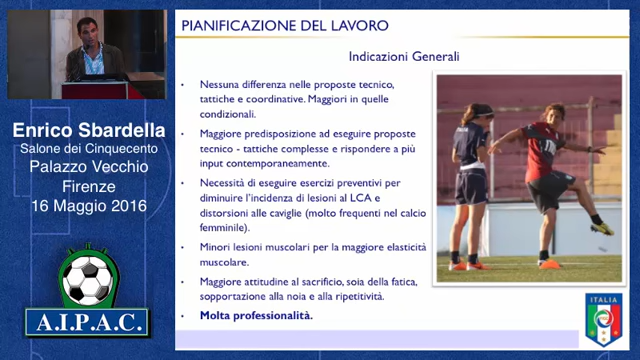 PIANIFICAZIONE DEL LAVORO
Indicazioni Generali
• Nessuna differenza nelle proposte tecnico,
tattiche e coordinative. Maggiori in quelle
condizionali.
• Maggiore predisposizione ad eseguire proposte
tecnico - tattiche complesse e rispondere a più
input contemporaneamente.
• Necessità di eseguire esercizi preventivi per
diminuire l'incidenza di lesioni al LCA e
distorsioni alle caviglie (molto frequenti nel calcio
femminile).
• Minori lesioni muscolari per la maggiore elasticità
muscolare.
• Maggiore attitudine al sacrificio, soia della fatica,
sopportazione alla noia e alla ripetitività.
• Molta professionalità.
Enrico Sbardella
Salone dei Cinquecento
Palazzo Vecchio
Firenze
16 Maggio 2016
A.I.P.A.C.
ITALIA